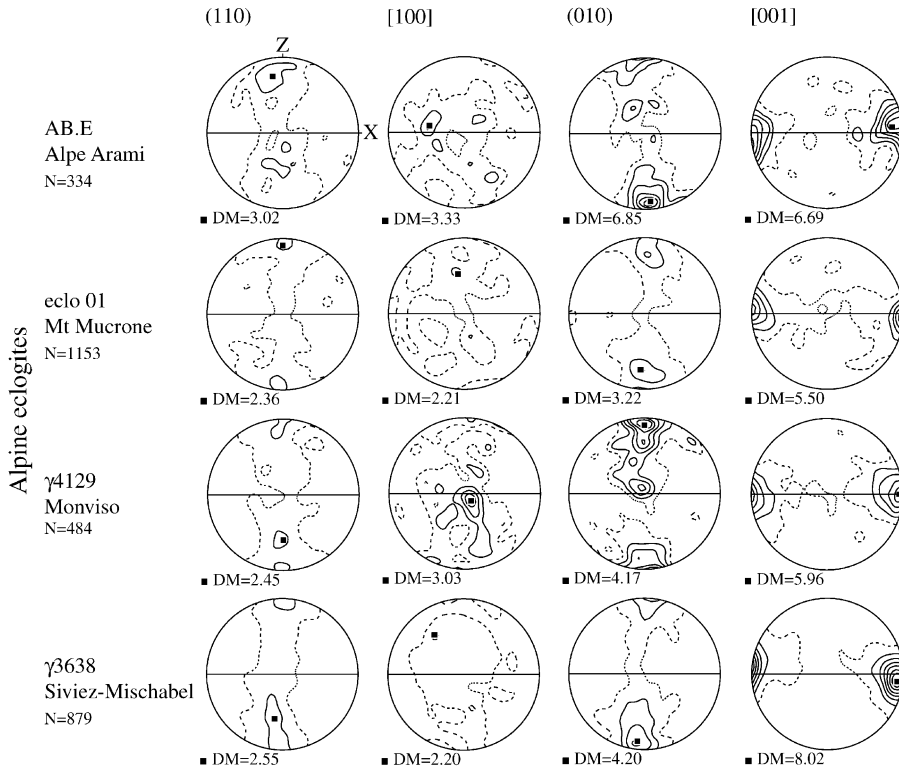 (110) [100] (010) [001]
Z
X
Alpine eclogites
AB.E
Alpe Arami
N=334
DM=3.02 DM=3.33 DM=6.85 DM=6.69
eclo 01
Mt Mucrone
N=1153
DM=2.36 DM=2.21 DM=3.22 DM=5.50
γ4129
Monviso
N=484
DM=2.45 DM=3.03 DM=4.17 DM=5.96
γ3638
Siviez-Mischabel
N=879
DM=2.55 DM=2.20 DM=4.20 DM=8.02